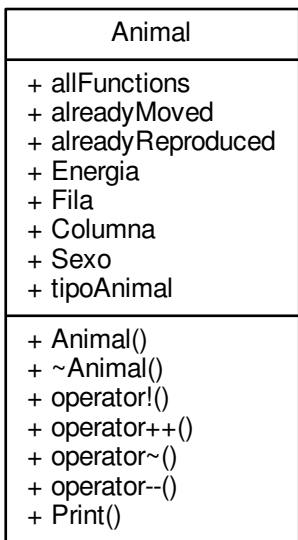 Animal
+ allFunctions
+ alreadyMoved
+ alreadyReproduced
+ Energia
+ Fila
+ Columna
+ Sexo
+ tipoAnimal
+ Animal()
+ ~Animal()
+ operator!()
+ operator++()
+ operator~()
+ operator--()
+ Print()